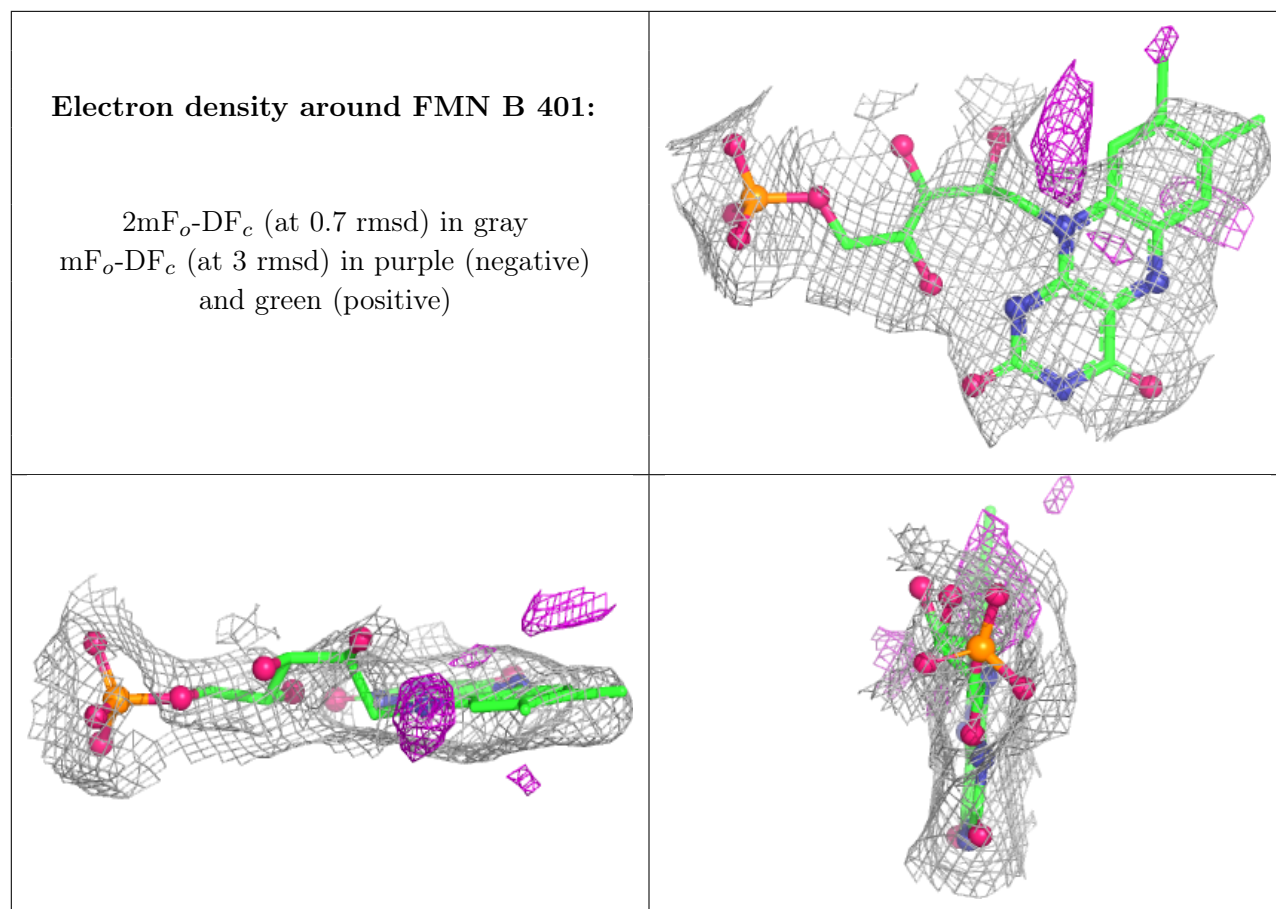 Electron density around FMN B 401:
2mFo-DFc (at 0.7 rmsd) in gray
mFo-DFc (at 3 rmsd) in purple (negative)
and green (positive)